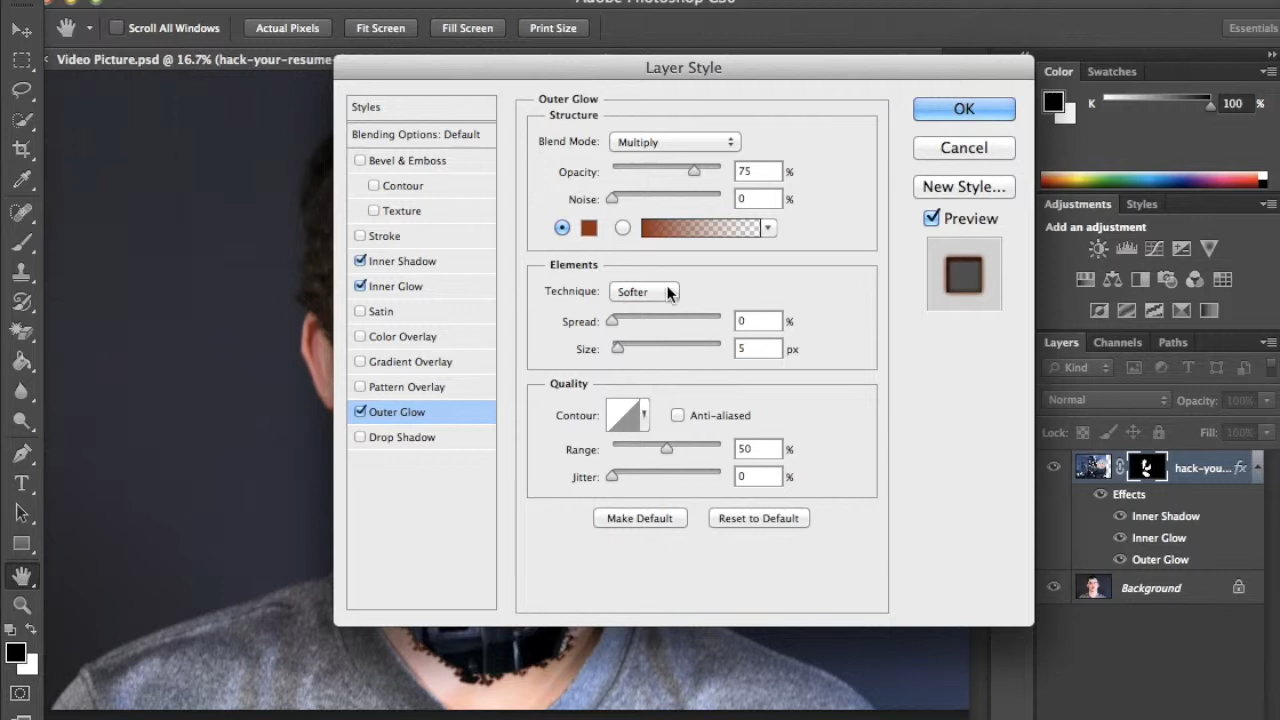 Adobe Photoshop CS6
Scroll All Windows
Actual Pixels
Fit Screen
Fill Screen
Print Size
Essentials
Video Picture.psd @ 16.7% (hack-your-resume-
Layer Style
Styles
Blending Options: Default
Bevel & Emboss
Contour
Texture
Stroke
Inner Shadow
Inner Glow
Satin
Color Overlay
Gradient Overlay
Pattern Overlay
Outer Glow
Drop Shadow
Outer Glow
Structure
Blend Mode: Multiply
Opacity: 75 %
Noise: 0 %
Elements
Technique: Softer
Spread: 0 %
Size: 5 px
Quality
Contour: Anti-aliased
Range: 50 %
Jitter: 0 %
Make Default Reset to Default
OK
Cancel
New Style...
Preview
Color Swatches
K 100 %
Adjustments Styles
Add an adjustment
Layers Channels Paths
Kind
Normal Opacity: 100%
Lock: Fill: 100%
hack-you... fx
Effects
Inner Shadow
Inner Glow
Outer Glow
Background